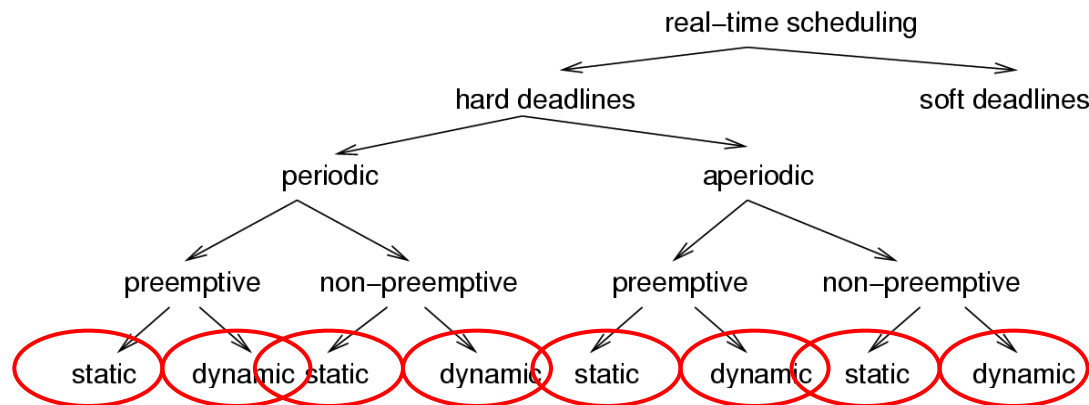 real−time scheduling
hard deadlines soft deadlines
periodic aperiodic
preemptive non−preemptive preemptive non−preemptive
static dynamic static dynamic static dynamic static dynamic